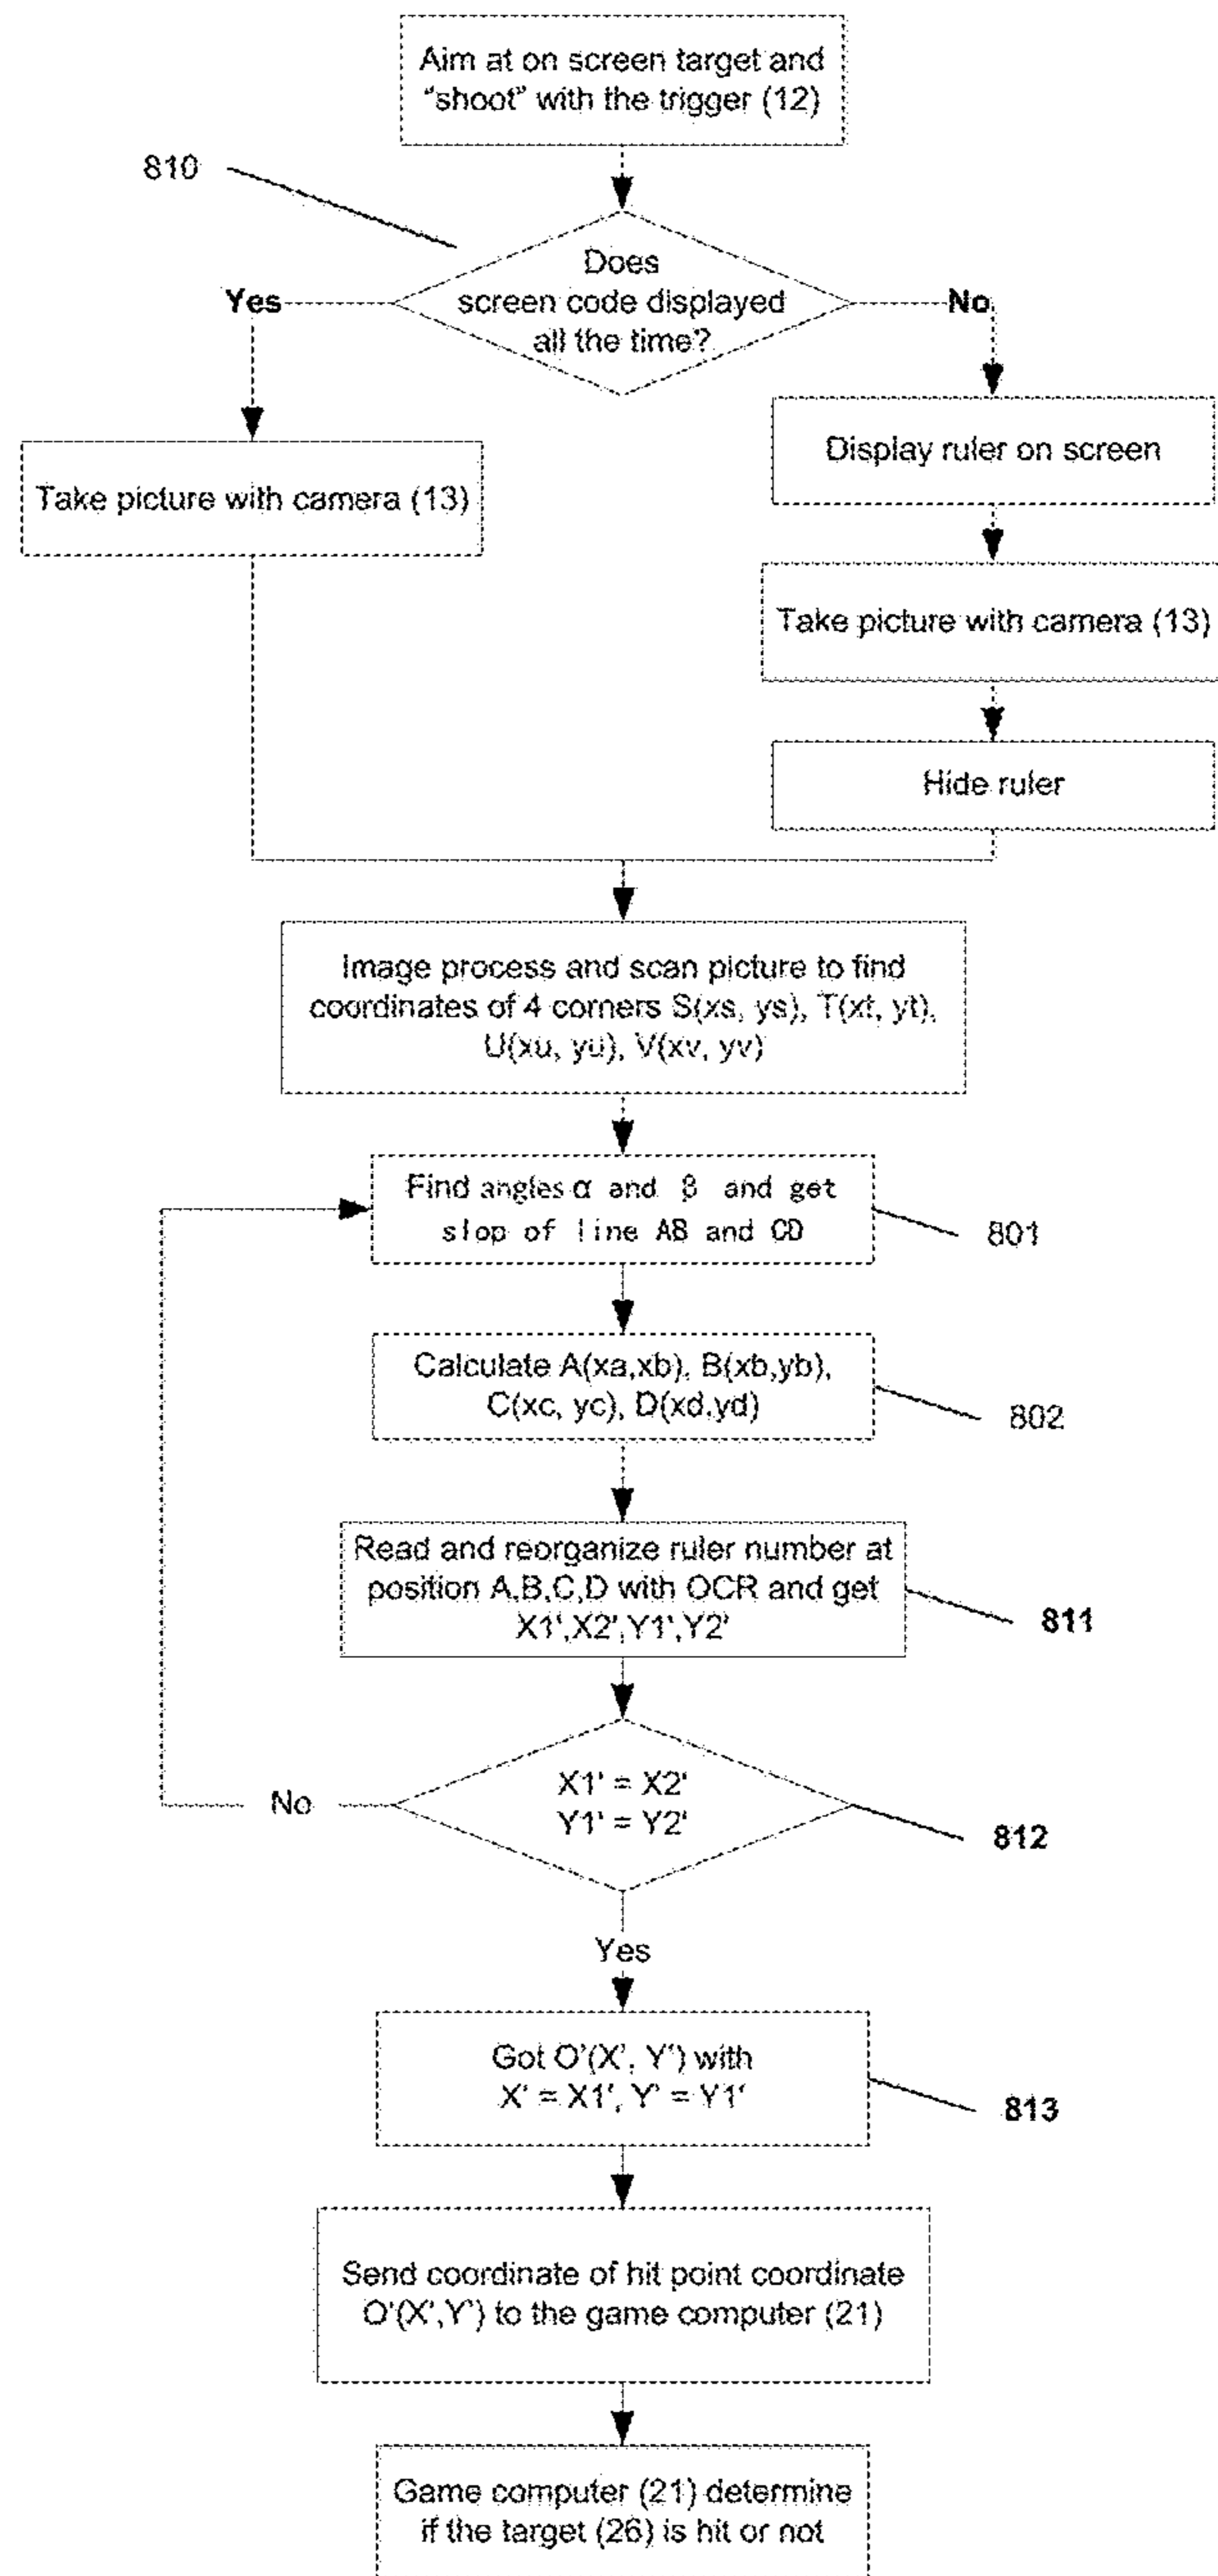 Aim at on screen target and
"shoot" with the trigger (12)
810
Does
screen code displayed
all the time?
Yes
No
Take picture with camera (13)
Display ruler on screen
Take picture with camera (13)
Hide ruler
Image process and scan picture to find
coordinates of 4 corners S(xs, ys), T(xt, yt),
U(xu, yu), V(xv, yv)
Find angles α and β and get
slop of line AB and CD
801
Calculate A(xa,xb), B(xb,yb),
C(xc, yc), D(xd.yd)
802
Read and reorganize ruler number at
position A,B,C,D with OCR and get
X1',X2',Y1',Y2'
811
X1' = X2'
Y1' = Y2'
No
812
Yes
Got O'(X', Y') with
X' = X1', Y' = Y1'
813
Send coordinate of hit point coordinate
O'(X',Y') to the game computer (21)
Game computer (21) determine
if the target (26) is hit or not